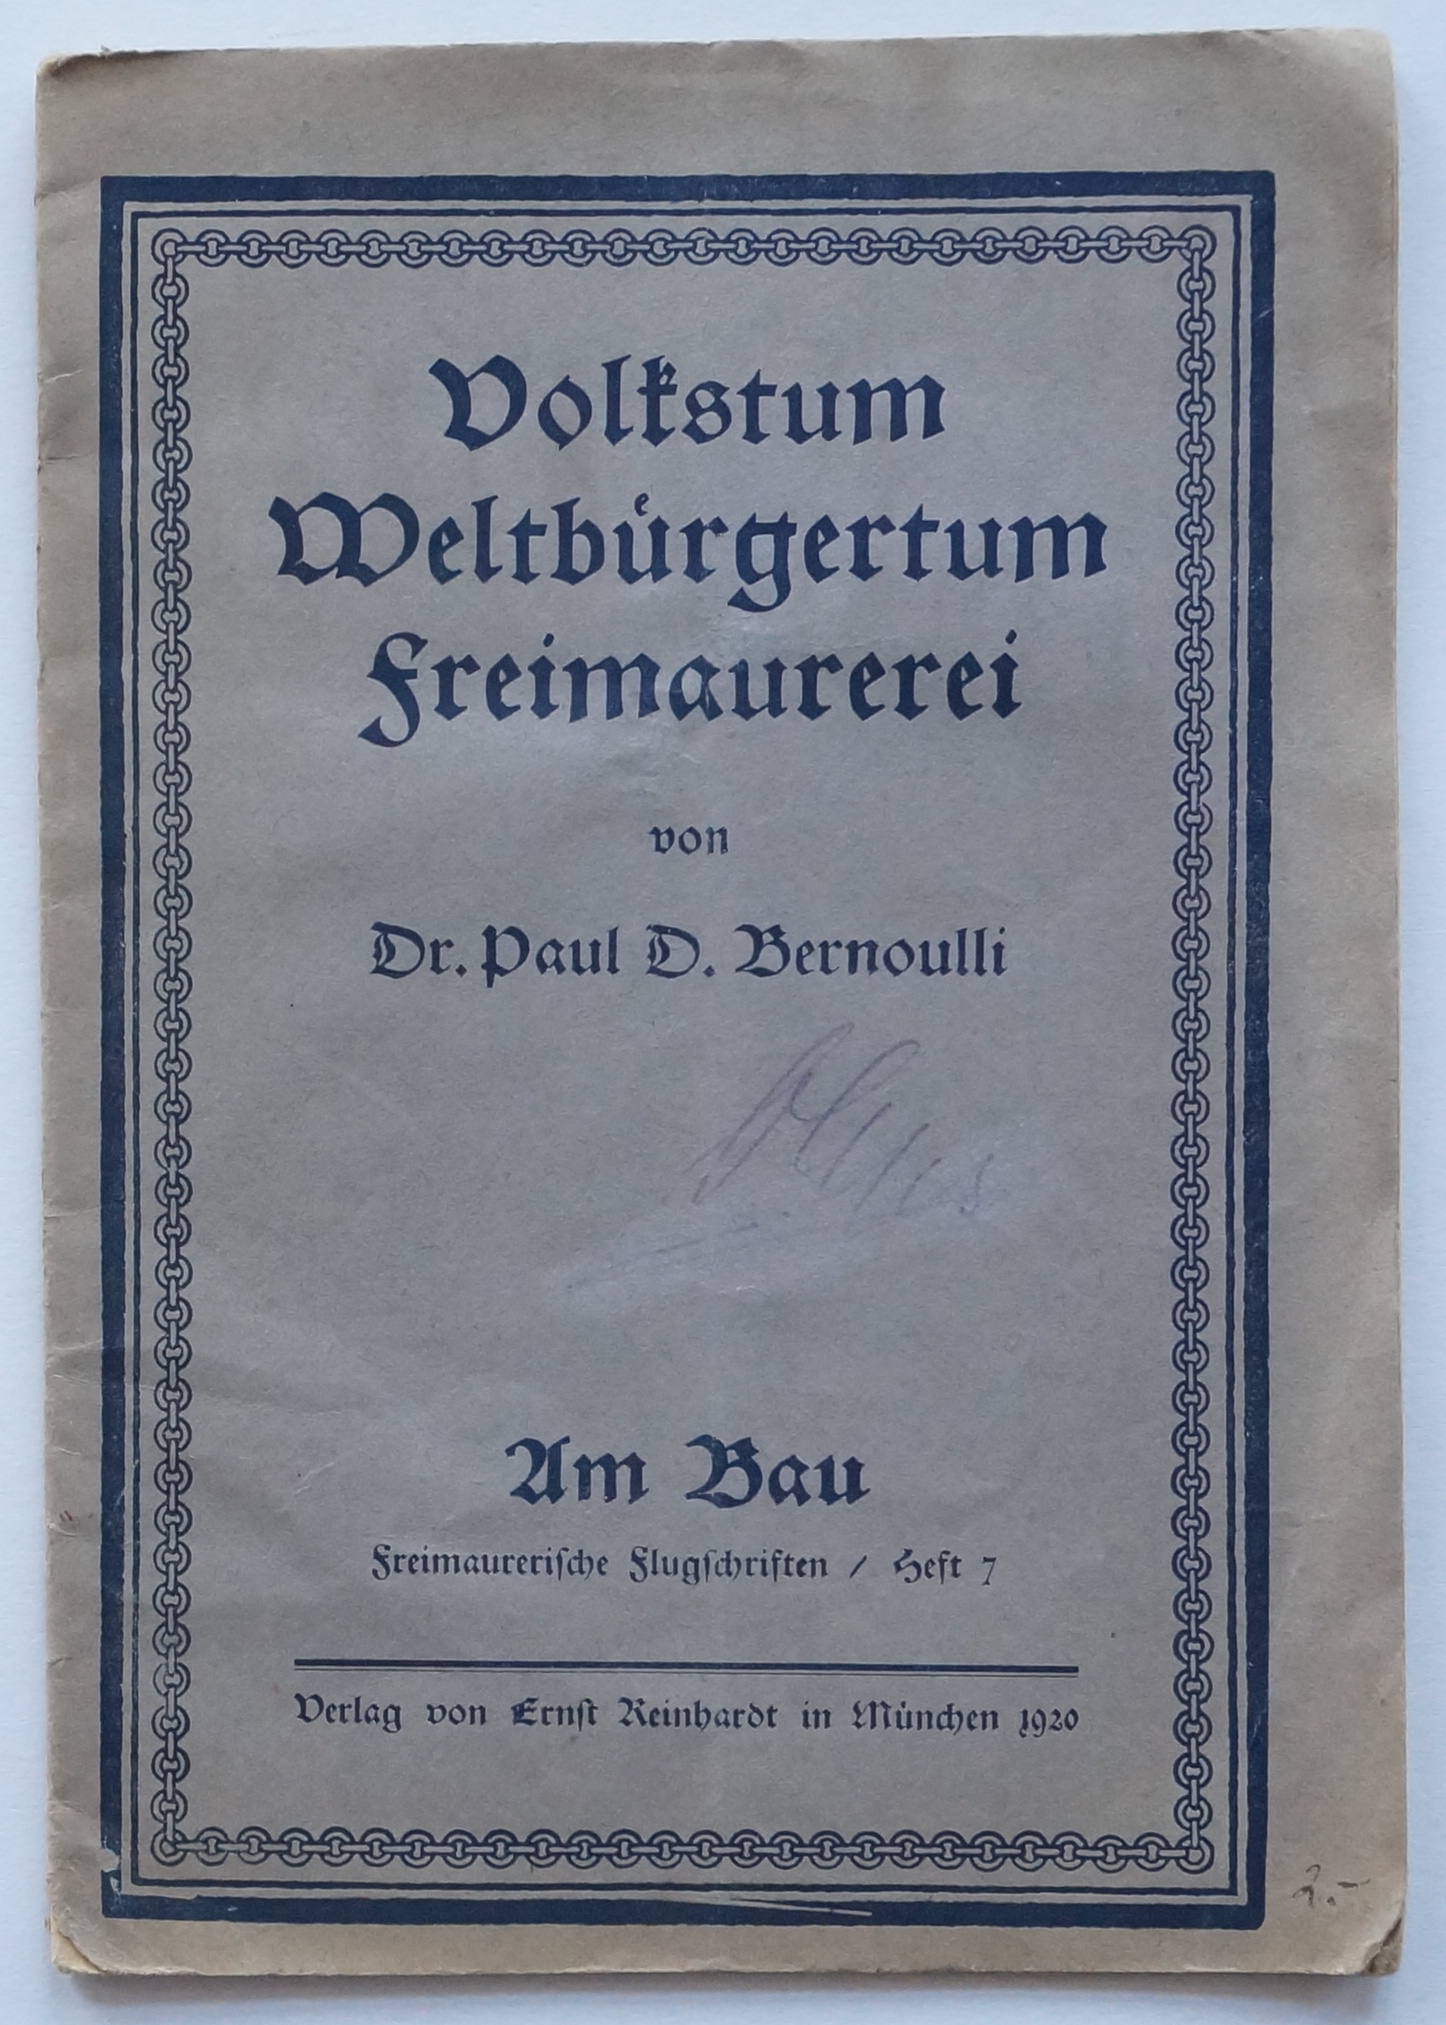 Volkstum
Weltbürgertum
Freimaurerei
von
Dr. Paul D. Bernoulli
Am Bau
Freimaureriſche Flugſchriften / Heft 7
Verlag von Ernſt Reinhardt in München 1920
2.-